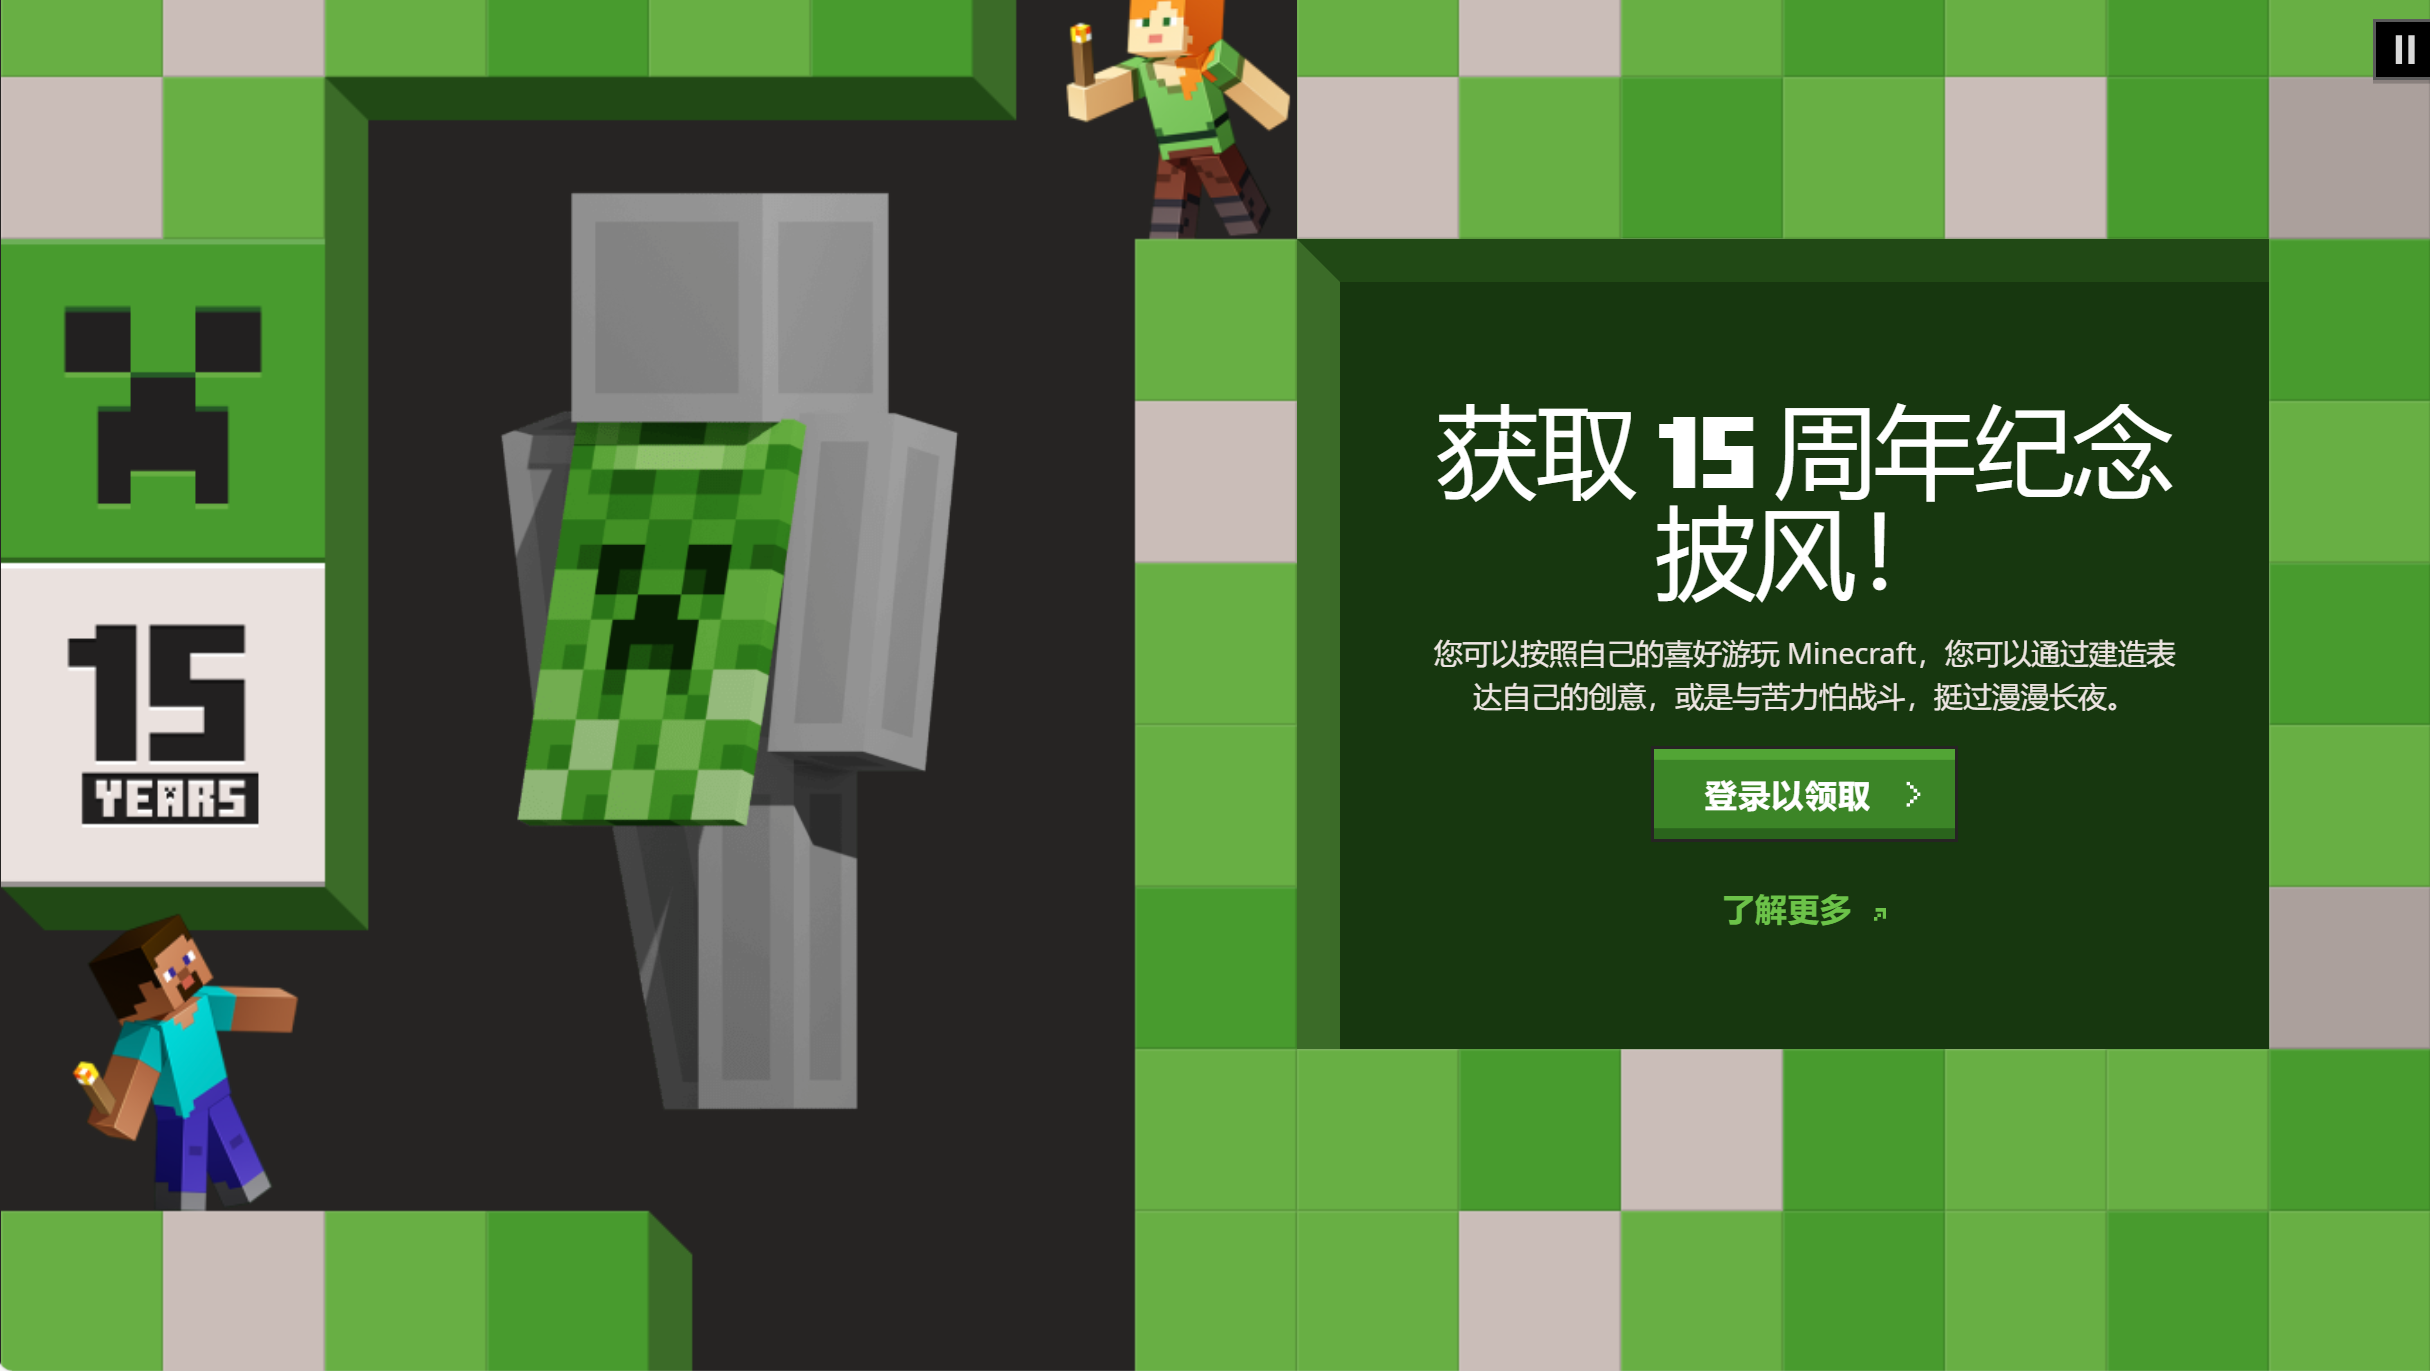 15
YEARS
获取 15 周年纪念
披风！
您可以按照自己的喜好游玩 Minecraft，您可以通过建造表
达自己的创意，或是与苦力怕战斗，挺过漫漫长夜。
登录以领取
了解更多